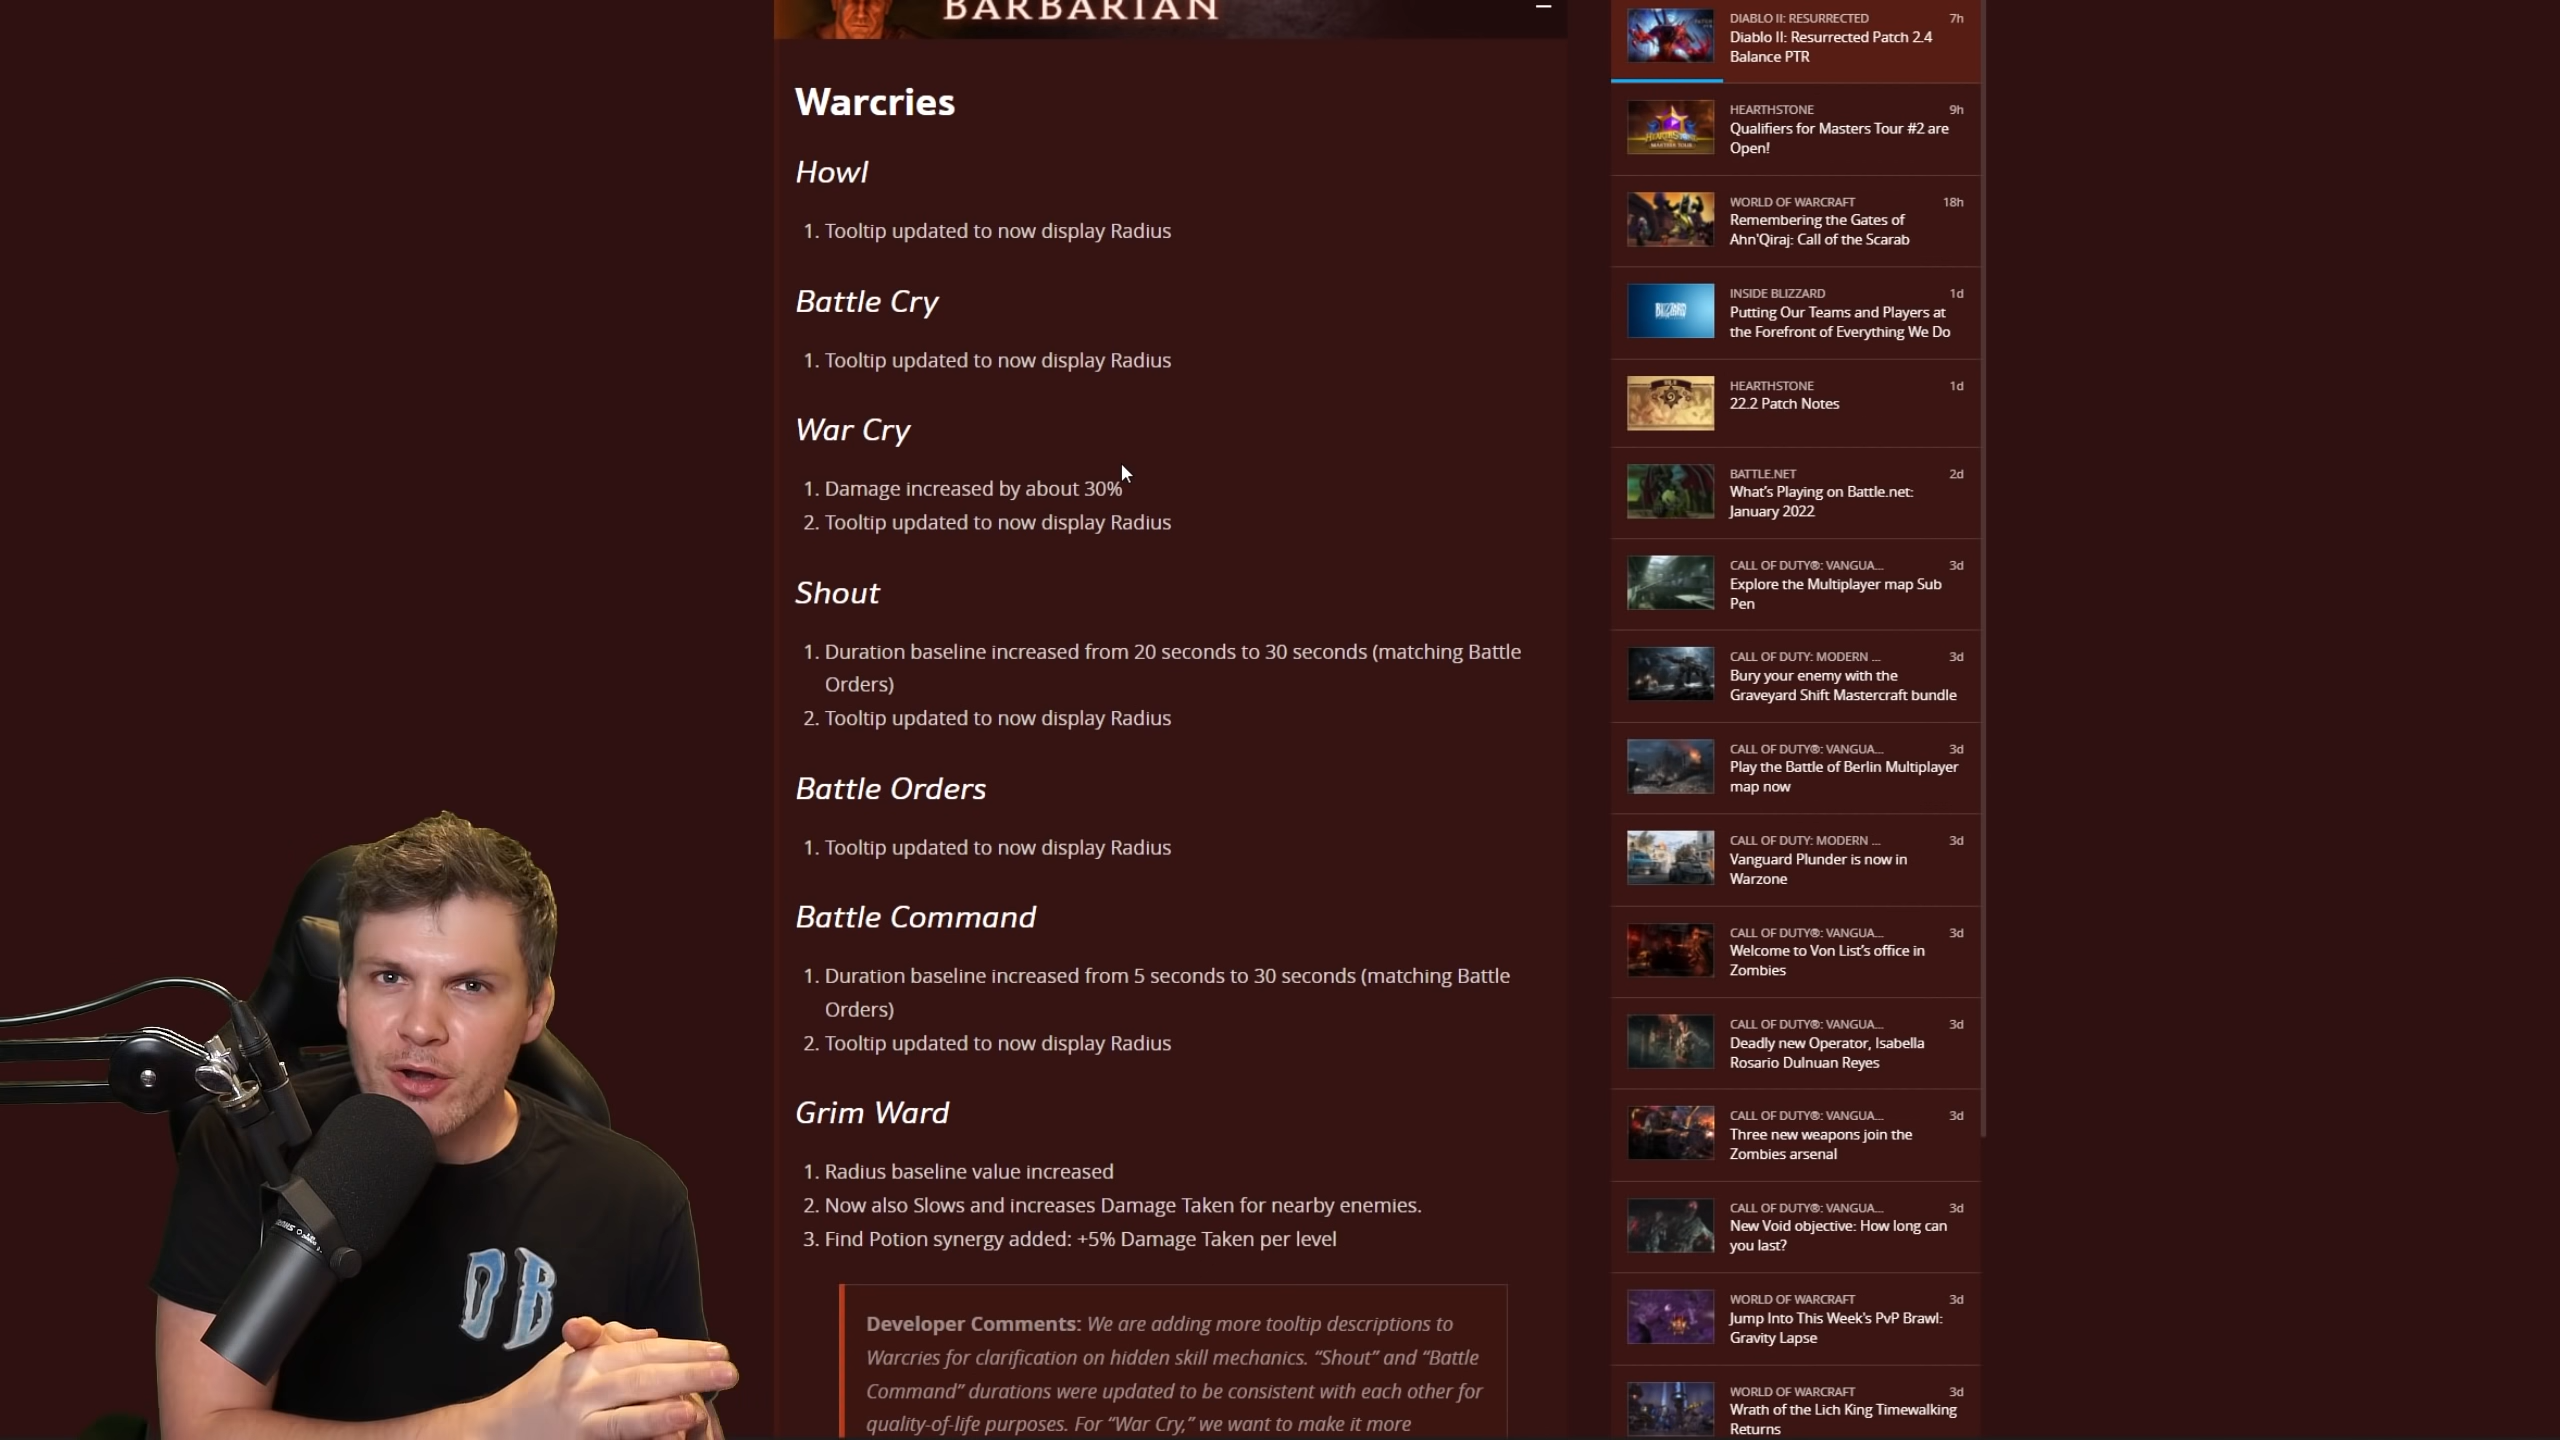 BARBARIAN
Warcries
Howl
1. Tooltip updated to now display Radius
Battle Cry
1. Tooltip updated to now display Radius
War Cry
1. Damage increased by about 30%
2. Tooltip updated to now display Radius
Shout
1. Duration baseline increased from 20 seconds to 30 seconds (matching Battle
Orders)
2. Tooltip updated to now display Radius
Battle Orders
1. Tooltip updated to now display Radius
Battle Command
1. Duration baseline increased from 5 seconds to 30 seconds (matching Battle
Orders)
2. Tooltip updated to now display Radius
Grim Ward
1. Radius baseline value increased
2. Now also Slows and increases Damage Taken for nearby enemies.
3. Find Potion synergy added: +5% Damage Taken per level
Developer Comments: We are adding more tooltip descriptions to
Warcries for clarification on hidden skill mechanics. “Shout” and “Battle
Command” durations were updated to be consistent with each other for
quality-of-life purposes. For “War Cry,” we want to make it more
DIABLO II: RESURRECTED 7h
Diablo II: Resurrected Patch 2.4
Balance PTR
HEARTHSTONE 9h
Qualifiers for Masters Tour #2 are
Open!
WORLD OF WARCRAFT 18h
Remembering the Gates of
Ahn'Qiraj: Call of the Scarab
BLIZZARD
INSIDE BLIZZARD 1d
Putting Our Teams and Players at
the Forefront of Everything We Do
HEARTHSTONE 1d
22.2 Patch Notes
BATTLE.NET 2d
What’s Playing on Battle.net:
January 2022
CALL OF DUTY®: VANGUA... 3d
Explore the Multiplayer map Sub
Pen
CALL OF DUTY: MODERN ... 3d
Bury your enemy with the
Graveyard Shift Mastercraft bundle
CALL OF DUTY®: VANGUA... 3d
Play the Battle of Berlin Multiplayer
map now
CALL OF DUTY: MODERN ... 3d
Vanguard Plunder is now in
Warzone
CALL OF DUTY®: VANGUA... 3d
Welcome to Von List’s office in
Zombies
CALL OF DUTY®: VANGUA... 3d
Deadly new Operator, Isabella
Rosario Dulnuan Reyes
CALL OF DUTY®: VANGUA... 3d
Three new weapons join the
Zombies arsenal
CALL OF DUTY®: VANGUA... 3d
New Void objective: How long can
you last?
WORLD OF WARCRAFT 3d
Jump Into This Week's PvP Brawl:
Gravity Lapse
WORLD OF WARCRAFT 3d
Wrath of the Lich King Timewalking
Returns
DB